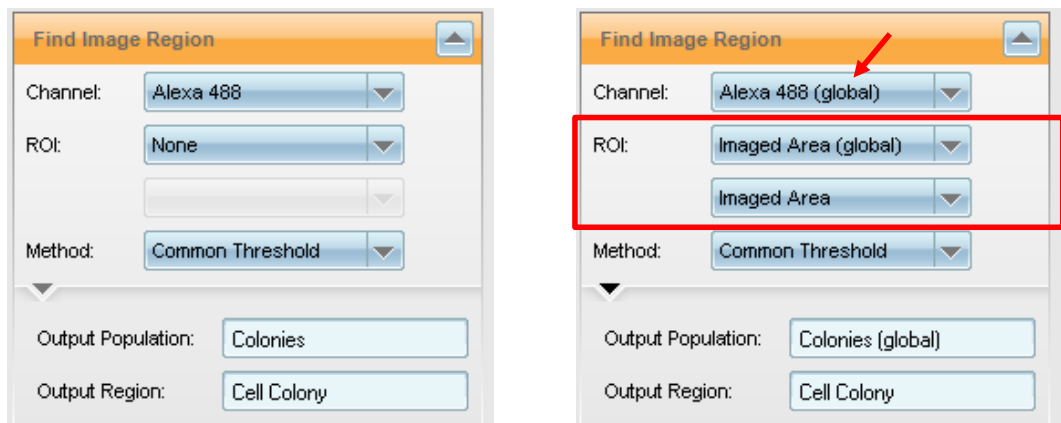 Find Image Region
Channel: Alexa 488
ROI: None
Method: Common Threshold
Output Population: Colonies
Output Region: Cell Colony
Find Image Region
Channel: Alexa 488 (global)
ROI: Imaged Area (global)
Imaged Area
Method: Common Threshold
Output Population: Colonies (global)
Output Region: Cell Colony